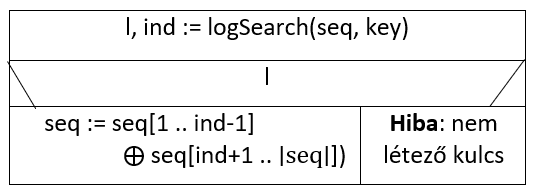 l, ind := logSearch(seq, key)
l
seq := seq[1 .. ind-1]
⊕ seq[ind+1 .. |seq|])
Hiba: nem
létező kulcs